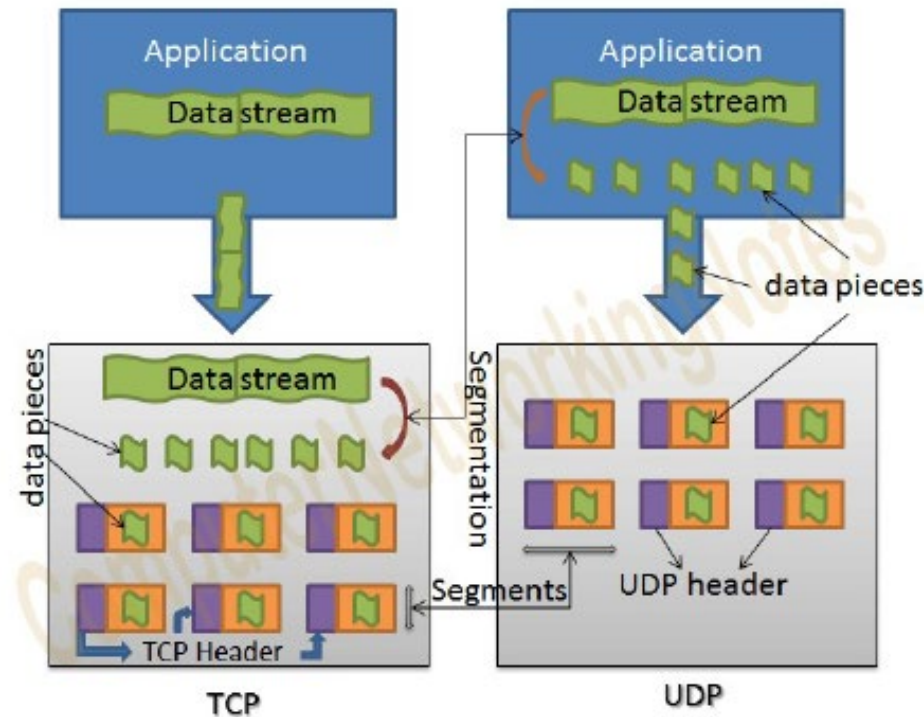 Application
Data stream
Application
Data stream
data pieces
Segmentation
Data stream
data pieces
Segments
TCP Header
UDP header
TCP
UDP
ComputerNetworkingNotes